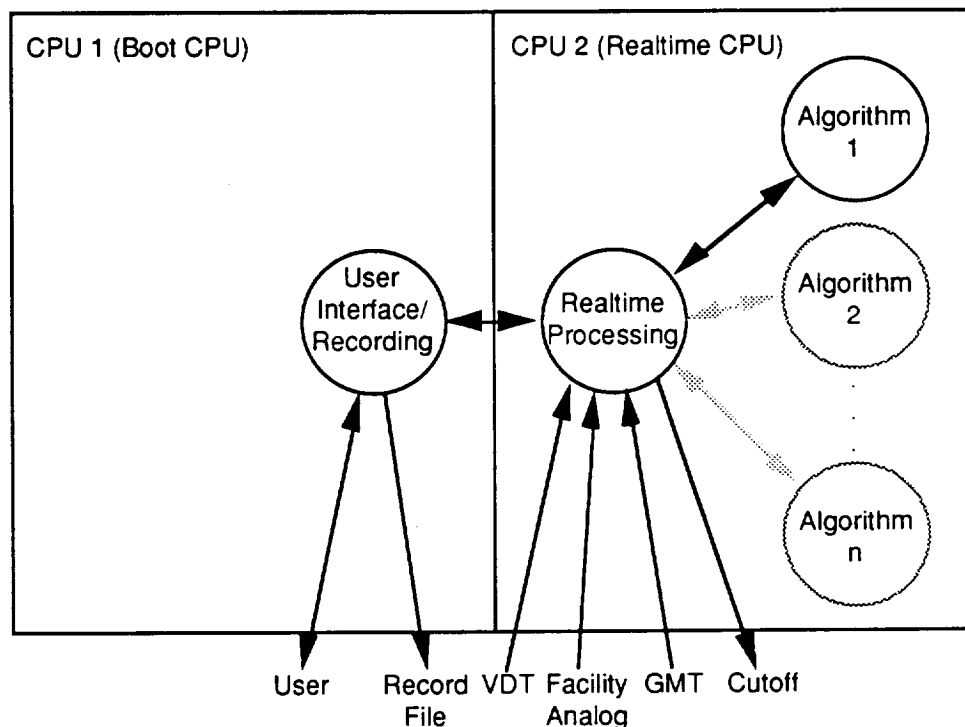 CPU 1 (Boot CPU)
CPU 2 (Realtime CPU)
Algorithm
1
User
Interface/
Recording
Realtime
Processing
Algorithm
2
Algorithm
n
User
Record
File
VDT
Facility
Analog
GMT
Cutoff